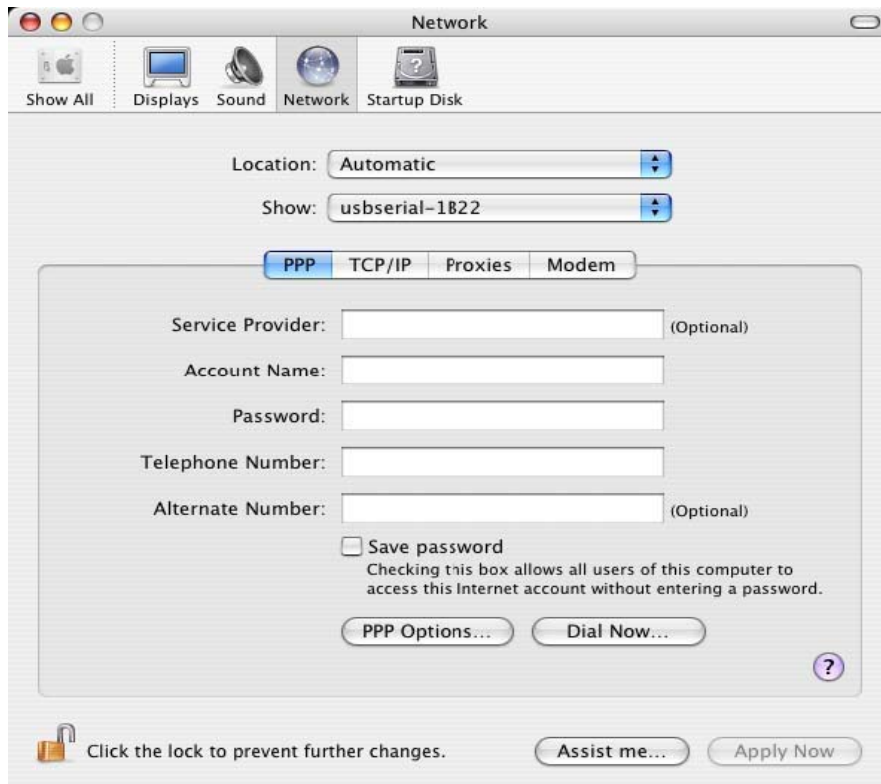 Network
Show All Displays Sound Network Startup Disk
Location: Automatic
Show: usbserial-1B22
PPP TCP/IP Proxies Modem
Service Provider: (Optional)
Account Name:
Password:
Telephone Number:
Alternate Number: (Optional)
Save password
Checking this box allows all users of this computer to
access this Internet account without entering a password.
PPP Options... Dial Now...
?
Click the lock to prevent further changes. Assist me... Apply Now